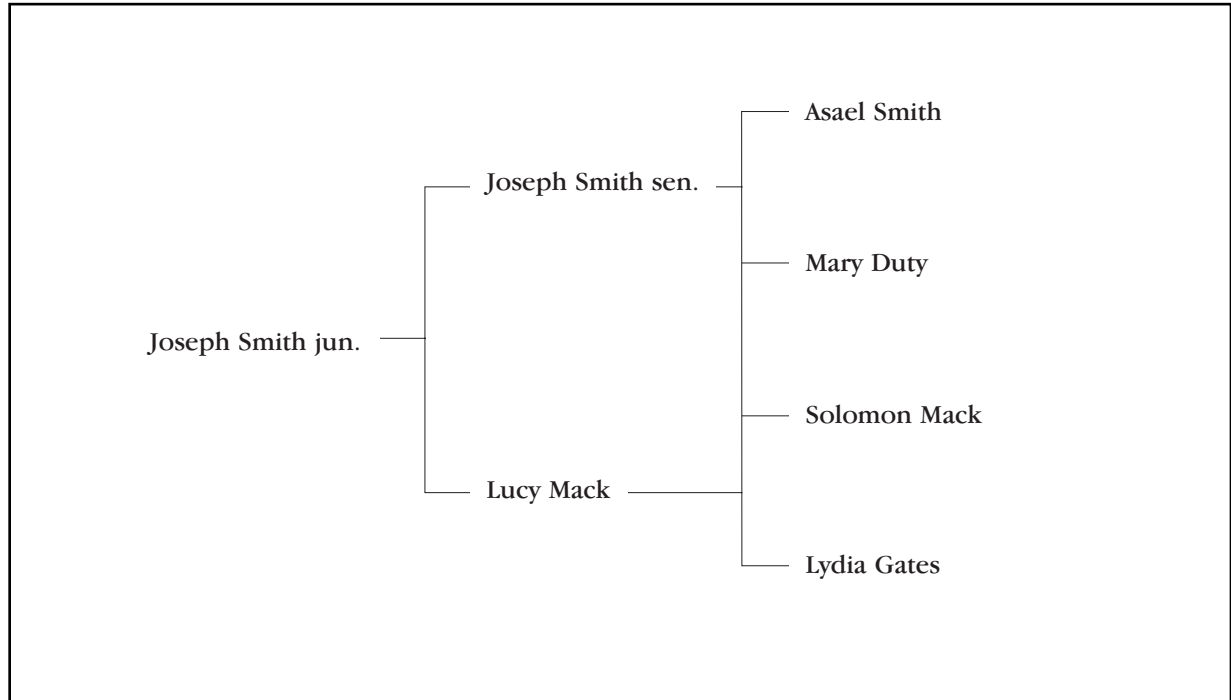 Asael Smith
Joseph Smith sen.
Mary Duty
Joseph Smith jun.
Solomon Mack
Lucy Mack
Lydia Gates